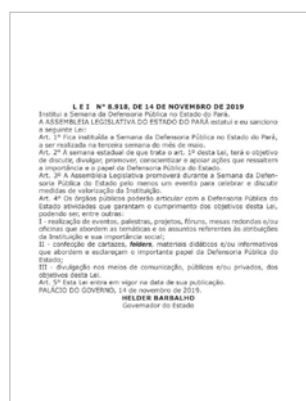 L E I Nº 8.918, DE 14 DE NOVEMBRO DE 2019
Institui a Semana da Defensoria Pública no Estado do Pará.
A ASSEMBLEIA LEGISLATIVA DO ESTADO DO PARÁ estatui e eu sanciono
a seguinte Lei:
Art. 1º Fica instituída a Semana da Defensoria Pública no Estado do Pará,
a ser realizada na terceira semana do mês de maio.
Art. 2º A semana estadual de que trata o art. 1º desta Lei, terá o objetivo
de discutir, divulgar, promover, conscientizar e apoiar ações que ressaltem
a importância e o papel da Defensoria Pública do Estado.
Art. 3º A Assembleia Legislativa promoverá durante a Semana da Defen-
soria Pública do Estado pelo menos um evento para celebrar e discutir
medidas de valorização da Instituição.
Art. 4º Os órgãos públicos poderão articular com a Defensoria Pública do
Estado atividades que garantam o cumprimento dos objetivos desta Lei,
podendo ser, entre outras:
I - realização de eventos, palestras, projetos, fóruns, mesas redondas e/ou
oficinas que abordem as temáticas e os assuntos referentes às atribuições
da Instituição e sua importância social;
II - confecção de cartazes, folders, materiais didáticos e/ou informativos
que abordem e esclareçam o importante papel da Defensoria Pública do
Estado;
III - divulgação nos meios de comunicação, públicos e/ou privados, dos
objetivos desta Lei.
Art. 5º Esta Lei entra em vigor na data de sua publicação.
PALÁCIO DO GOVERNO, 14 de novembro de 2019.
HELDER BARBALHO
Governador do Estado